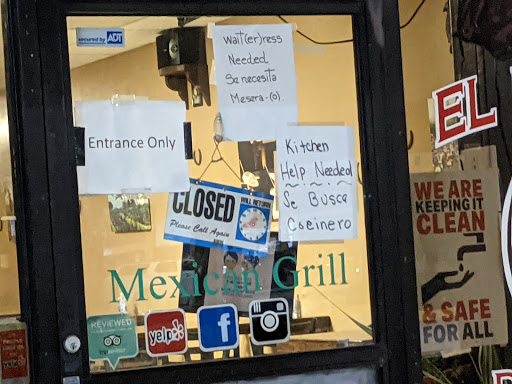 secured by ADT
Wait(er)ress
Needed
Se necesita
Mesera-(o)
Entrance Only
Kitchen
Help Needed
Se Busca
Cocinero
CLOSED
WILL RETURN
Please Call Again
Mexican Grill
REVIEWED
yelp
f
EL
WE ARE
KEEPING IT
CLEAN
& SAFE
FOR ALL
yelp